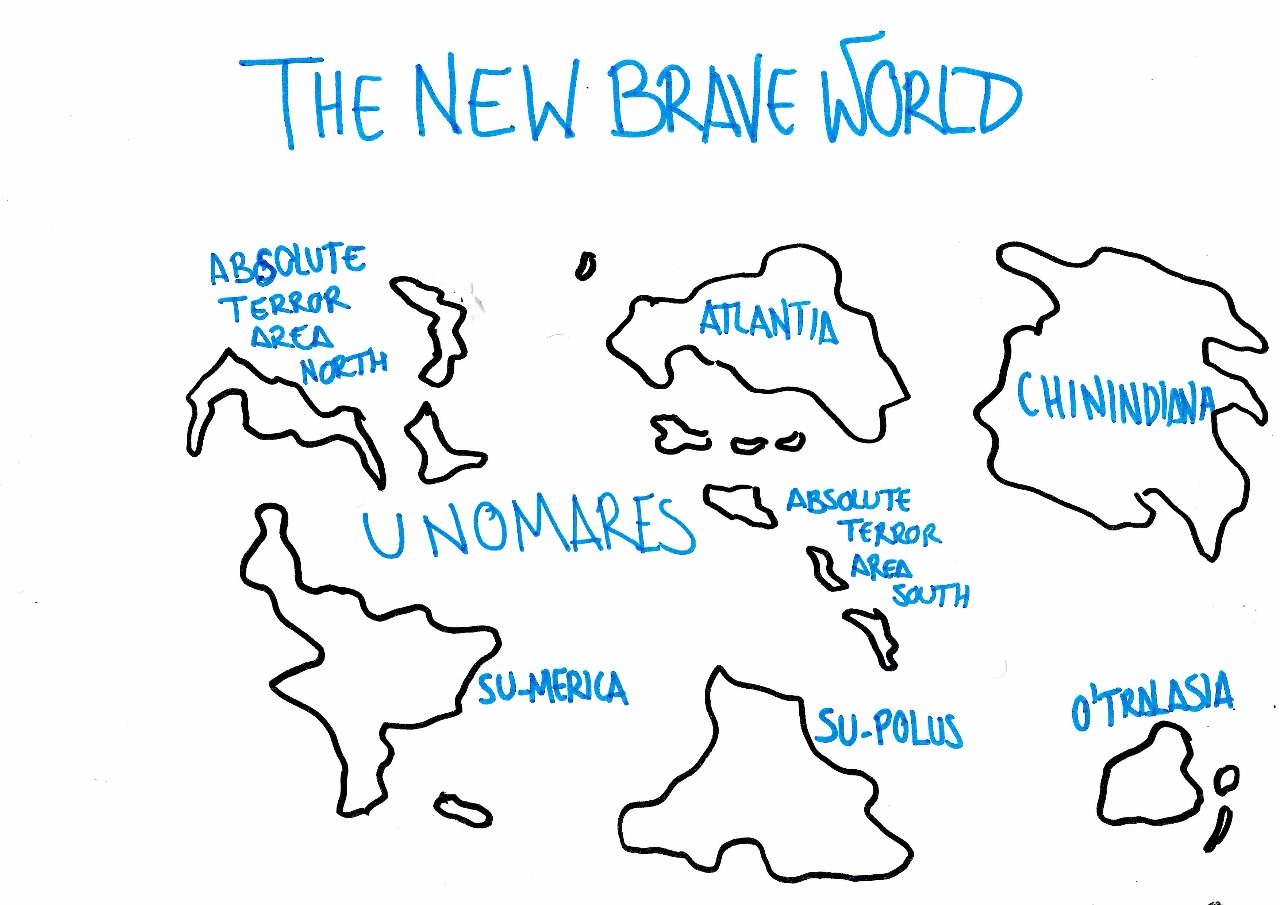 THE NEW BRAVE WORLD
ABSOLUTE
TERROR
AREA
NORTH
ATLANTIA
CHININDIANA
UNOMARES
ABSOLUTE
TERROR
AREA
SOUTH
SU-MERICA
SU-POLUS
O'TRALASIA